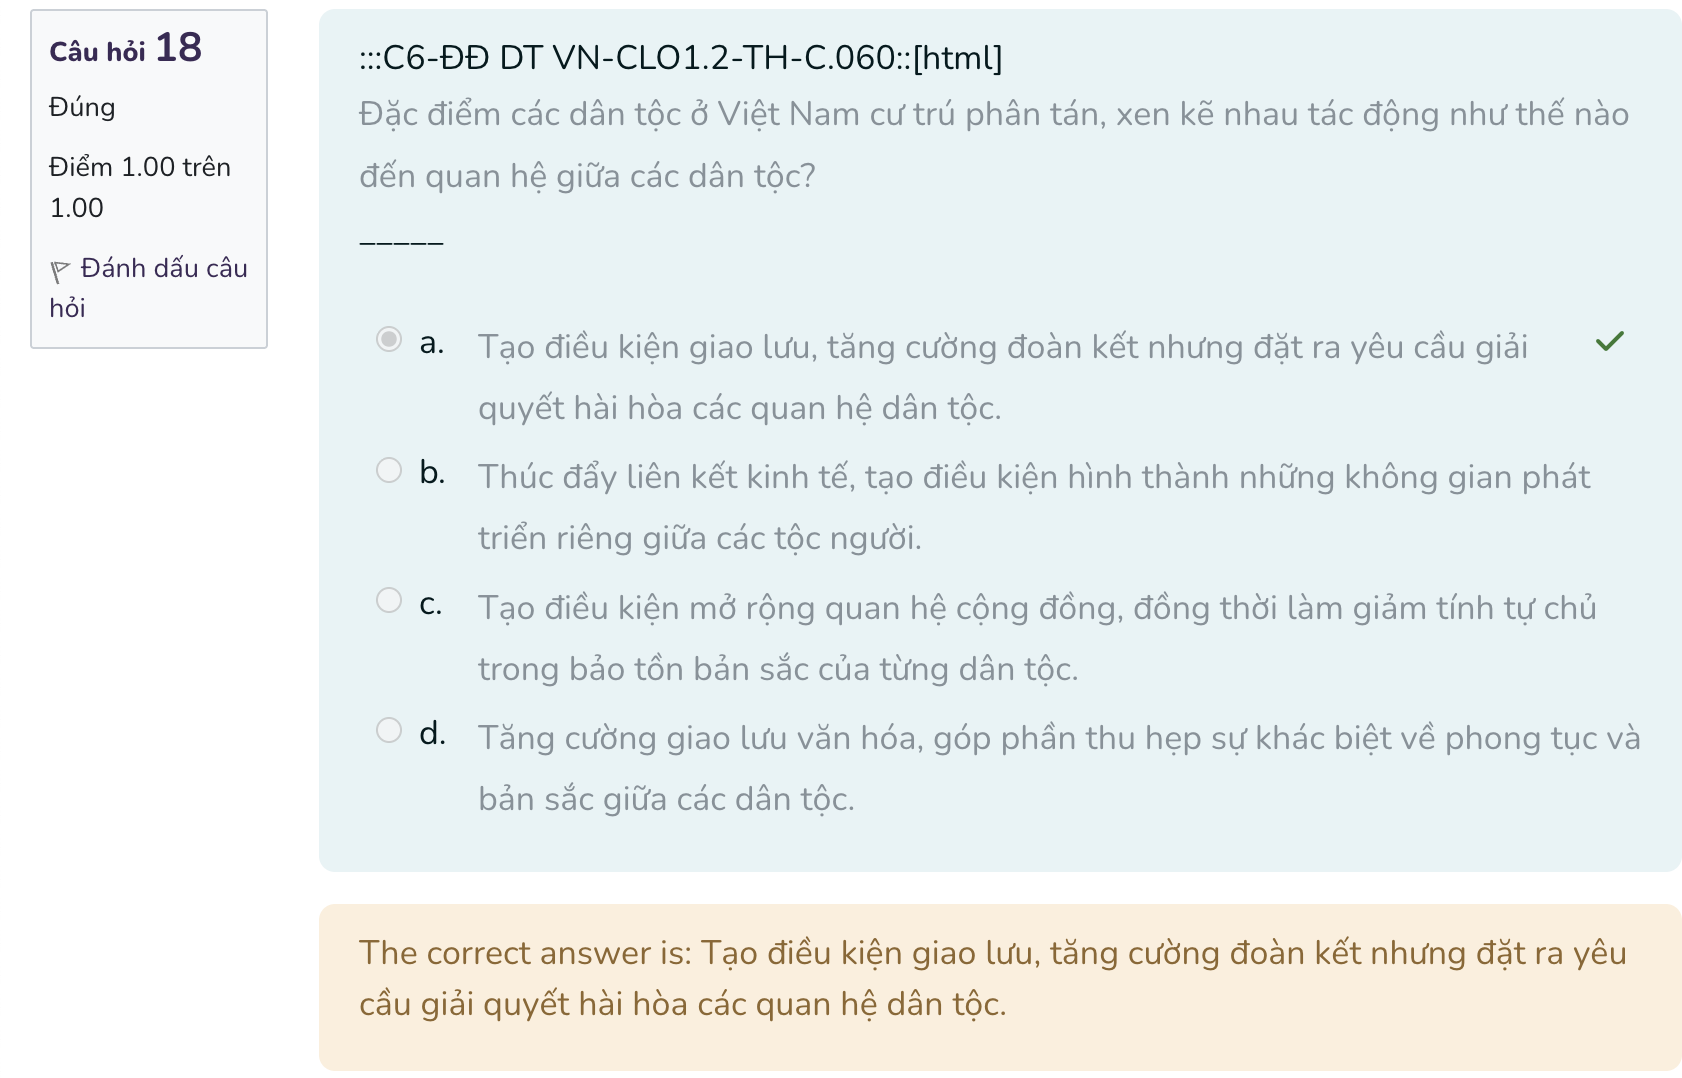 Câu hỏi 18
Đúng
Điểm 1.00 trên
1.00
Đánh dấu câu
hỏi
:::C6-ĐĐ DT VN-CLO1.2-TH-C.060::[html]
Đặc điểm các dân tộc ở Việt Nam cư trú phân tán, xen kẽ nhau tác động như thế nào
đến quan hệ giữa các dân tộc?
_____
a. Tạo điều kiện giao lưu, tăng cường đoàn kết nhưng đặt ra yêu cầu giải
quyết hài hòa các quan hệ dân tộc.
b. Thúc đẩy liên kết kinh tế, tạo điều kiện hình thành những không gian phát
triển riêng giữa các tộc người.
c. Tạo điều kiện mở rộng quan hệ cộng đồng, đồng thời làm giảm tính tự chủ
trong bảo tồn bản sắc của từng dân tộc.
d. Tăng cường giao lưu văn hóa, góp phần thu hẹp sự khác biệt về phong tục và
bản sắc giữa các dân tộc.
The correct answer is: Tạo điều kiện giao lưu, tăng cường đoàn kết nhưng đặt ra yêu
cầu giải quyết hài hòa các quan hệ dân tộc.